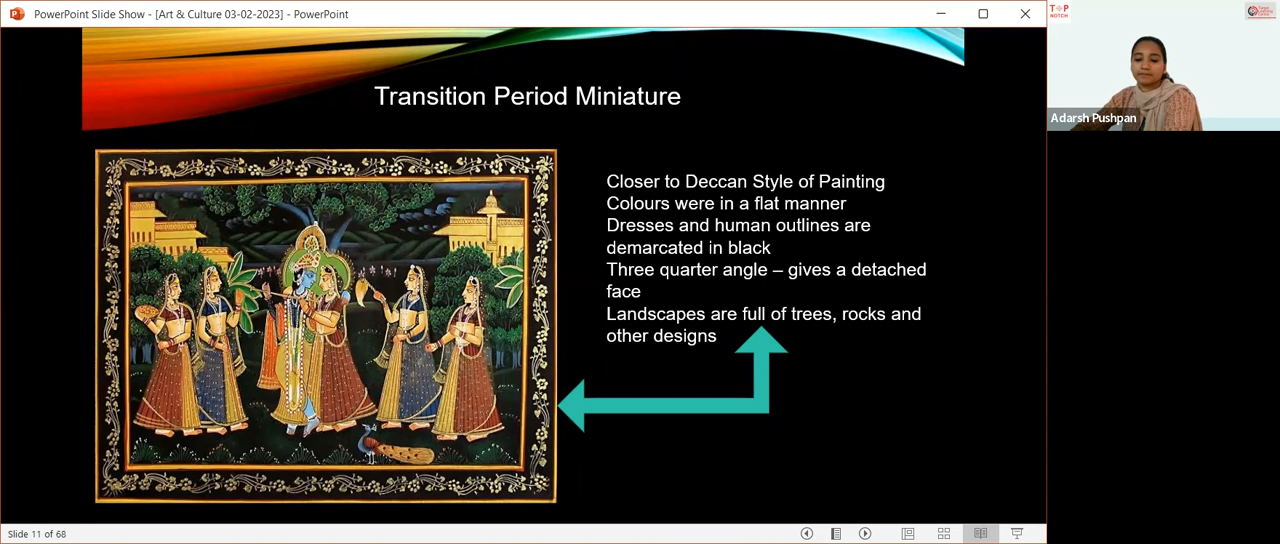 PowerPoint Slide Show - [Art & Culture 03-02-2023] - PowerPoint
T P
NOTCH
Transition Period Miniature
Adarsh Pushpan
Closer to Deccan Style of Painting
Colours were in a flat manner
Dresses and human outlines are
demarcated in black
Three quarter angle – gives a detached
face
Landscapes are full of trees, rocks and
other designs
Slide 11 of 68